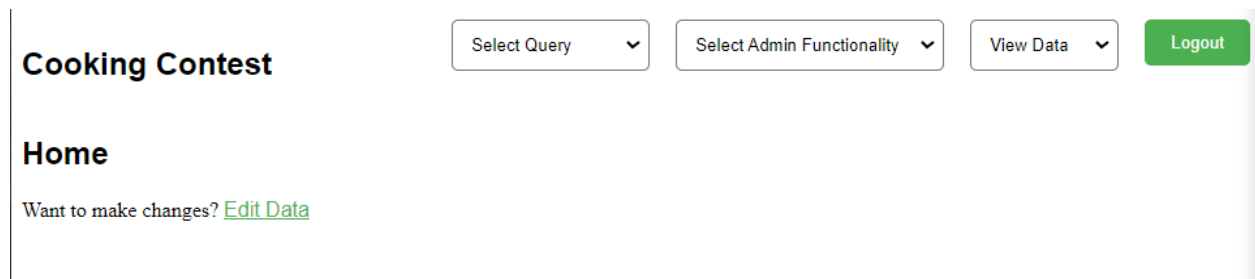 Cooking Contest
Select Query
Select Admin Functionality
View Data
Logout
Home
Want to make changes? Edit Data